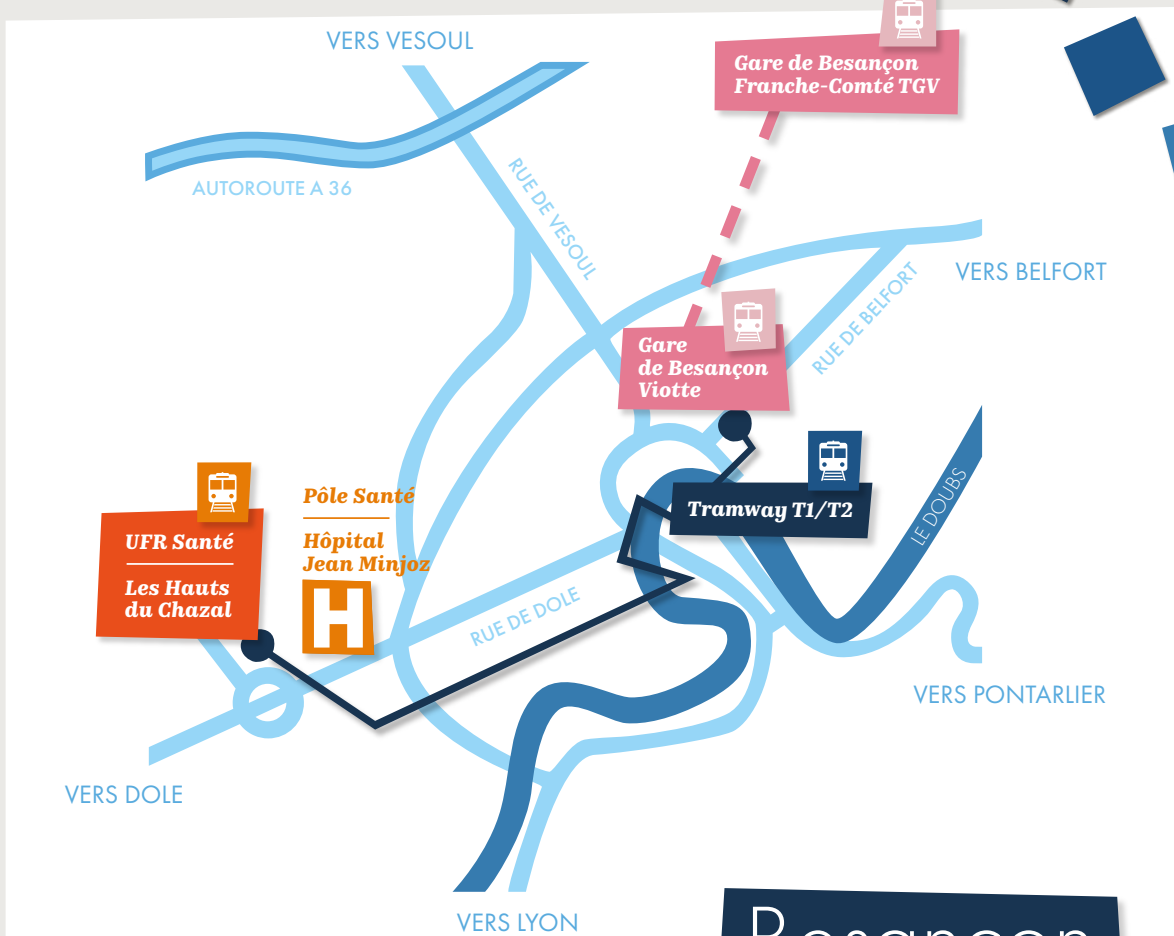 VERS VESOUL
Gare de Besançon
Franche-Comté TGV
AUTOROUTE A 36
RUE DE VESOUL
VERS BELFORT
RUE DE BELFORT
Gare
de Besançon
Viotte
Tramway T1/T2
LE DOUBS
Pôle Santé
Hôpital
Jean Minjoz
H
UFR Santé
Les Hauts
du Chazal
RUE DE DOLE
VERS PONTARLIER
VERS DOLE
VERS LYON
Besançon